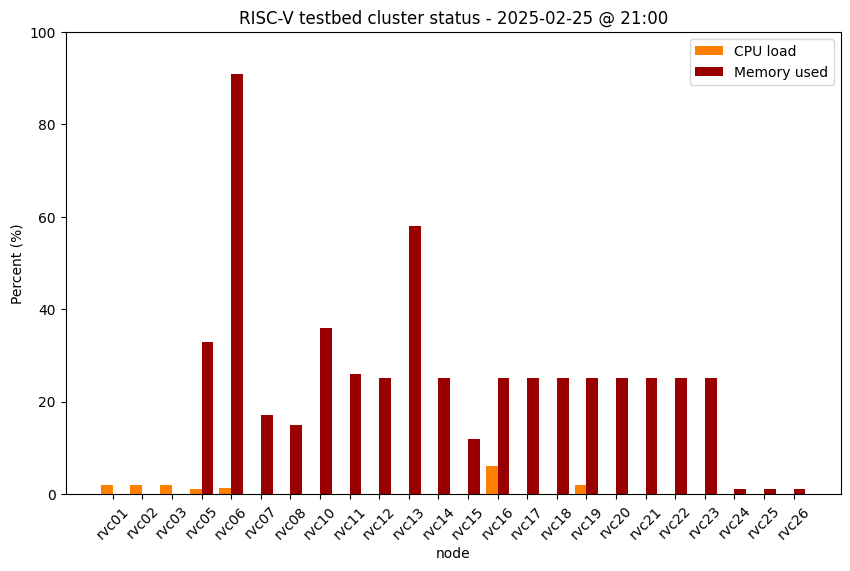 RISC-V testbed cluster status - 2025-02-25 @ 21:00
CPU load
Memory used
Percent (%)
100
80
60
40
20
0
rvc01 rvc02 rvc03 rvc05 rvc06 rvc07 rvc08 rvc10 rvc11 rvc12 rvc13 rvc14 rvc15 rvc16 rvc17 rvc18 rvc19 rvc20 rvc21 rvc22 rvc23 rvc24 rvc25 rvc26
node